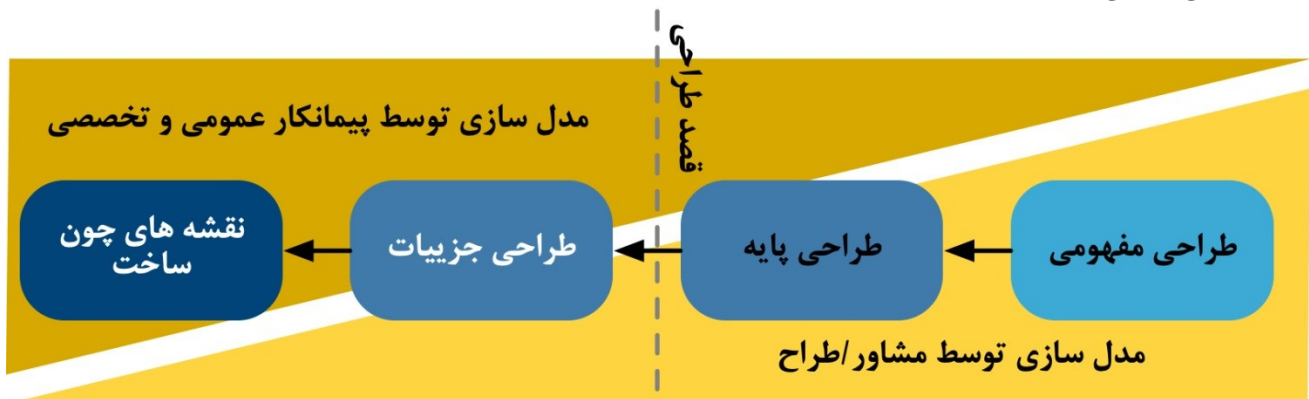 قصد طراحی
مدل سازی توسط پیمانکار عمومی و تخصصی
طراحی مفهومی
طراحی پایه
طراحی جزییات
نقشه های چون
ساخت
مدل سازی توسط مشاور/طراح